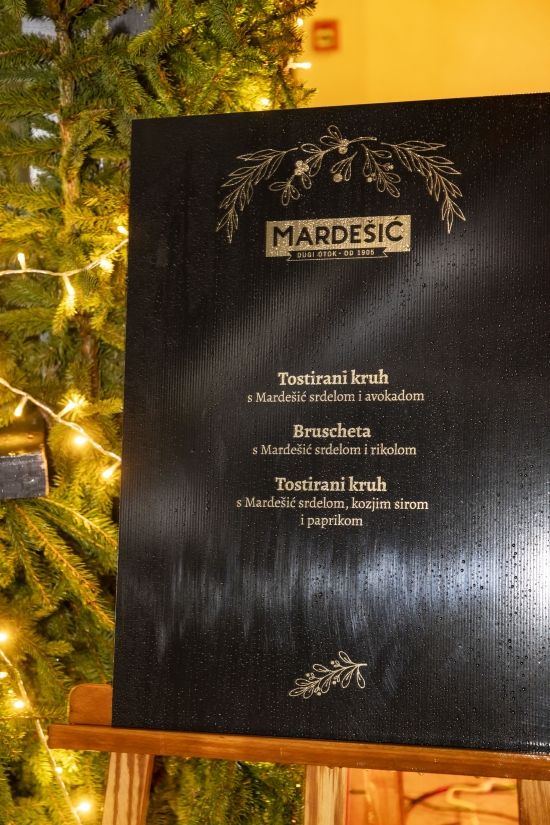 MARDEŠIĆ
DUGI OTOK • OD 1905
Tostirani kruh
s Mardešić srdelom i avokadom
Bruscheta
s Mardešić srdelom i rikolom
Tostirani kruh
s Mardešić srdelom, kozjim sirom
i paprikom